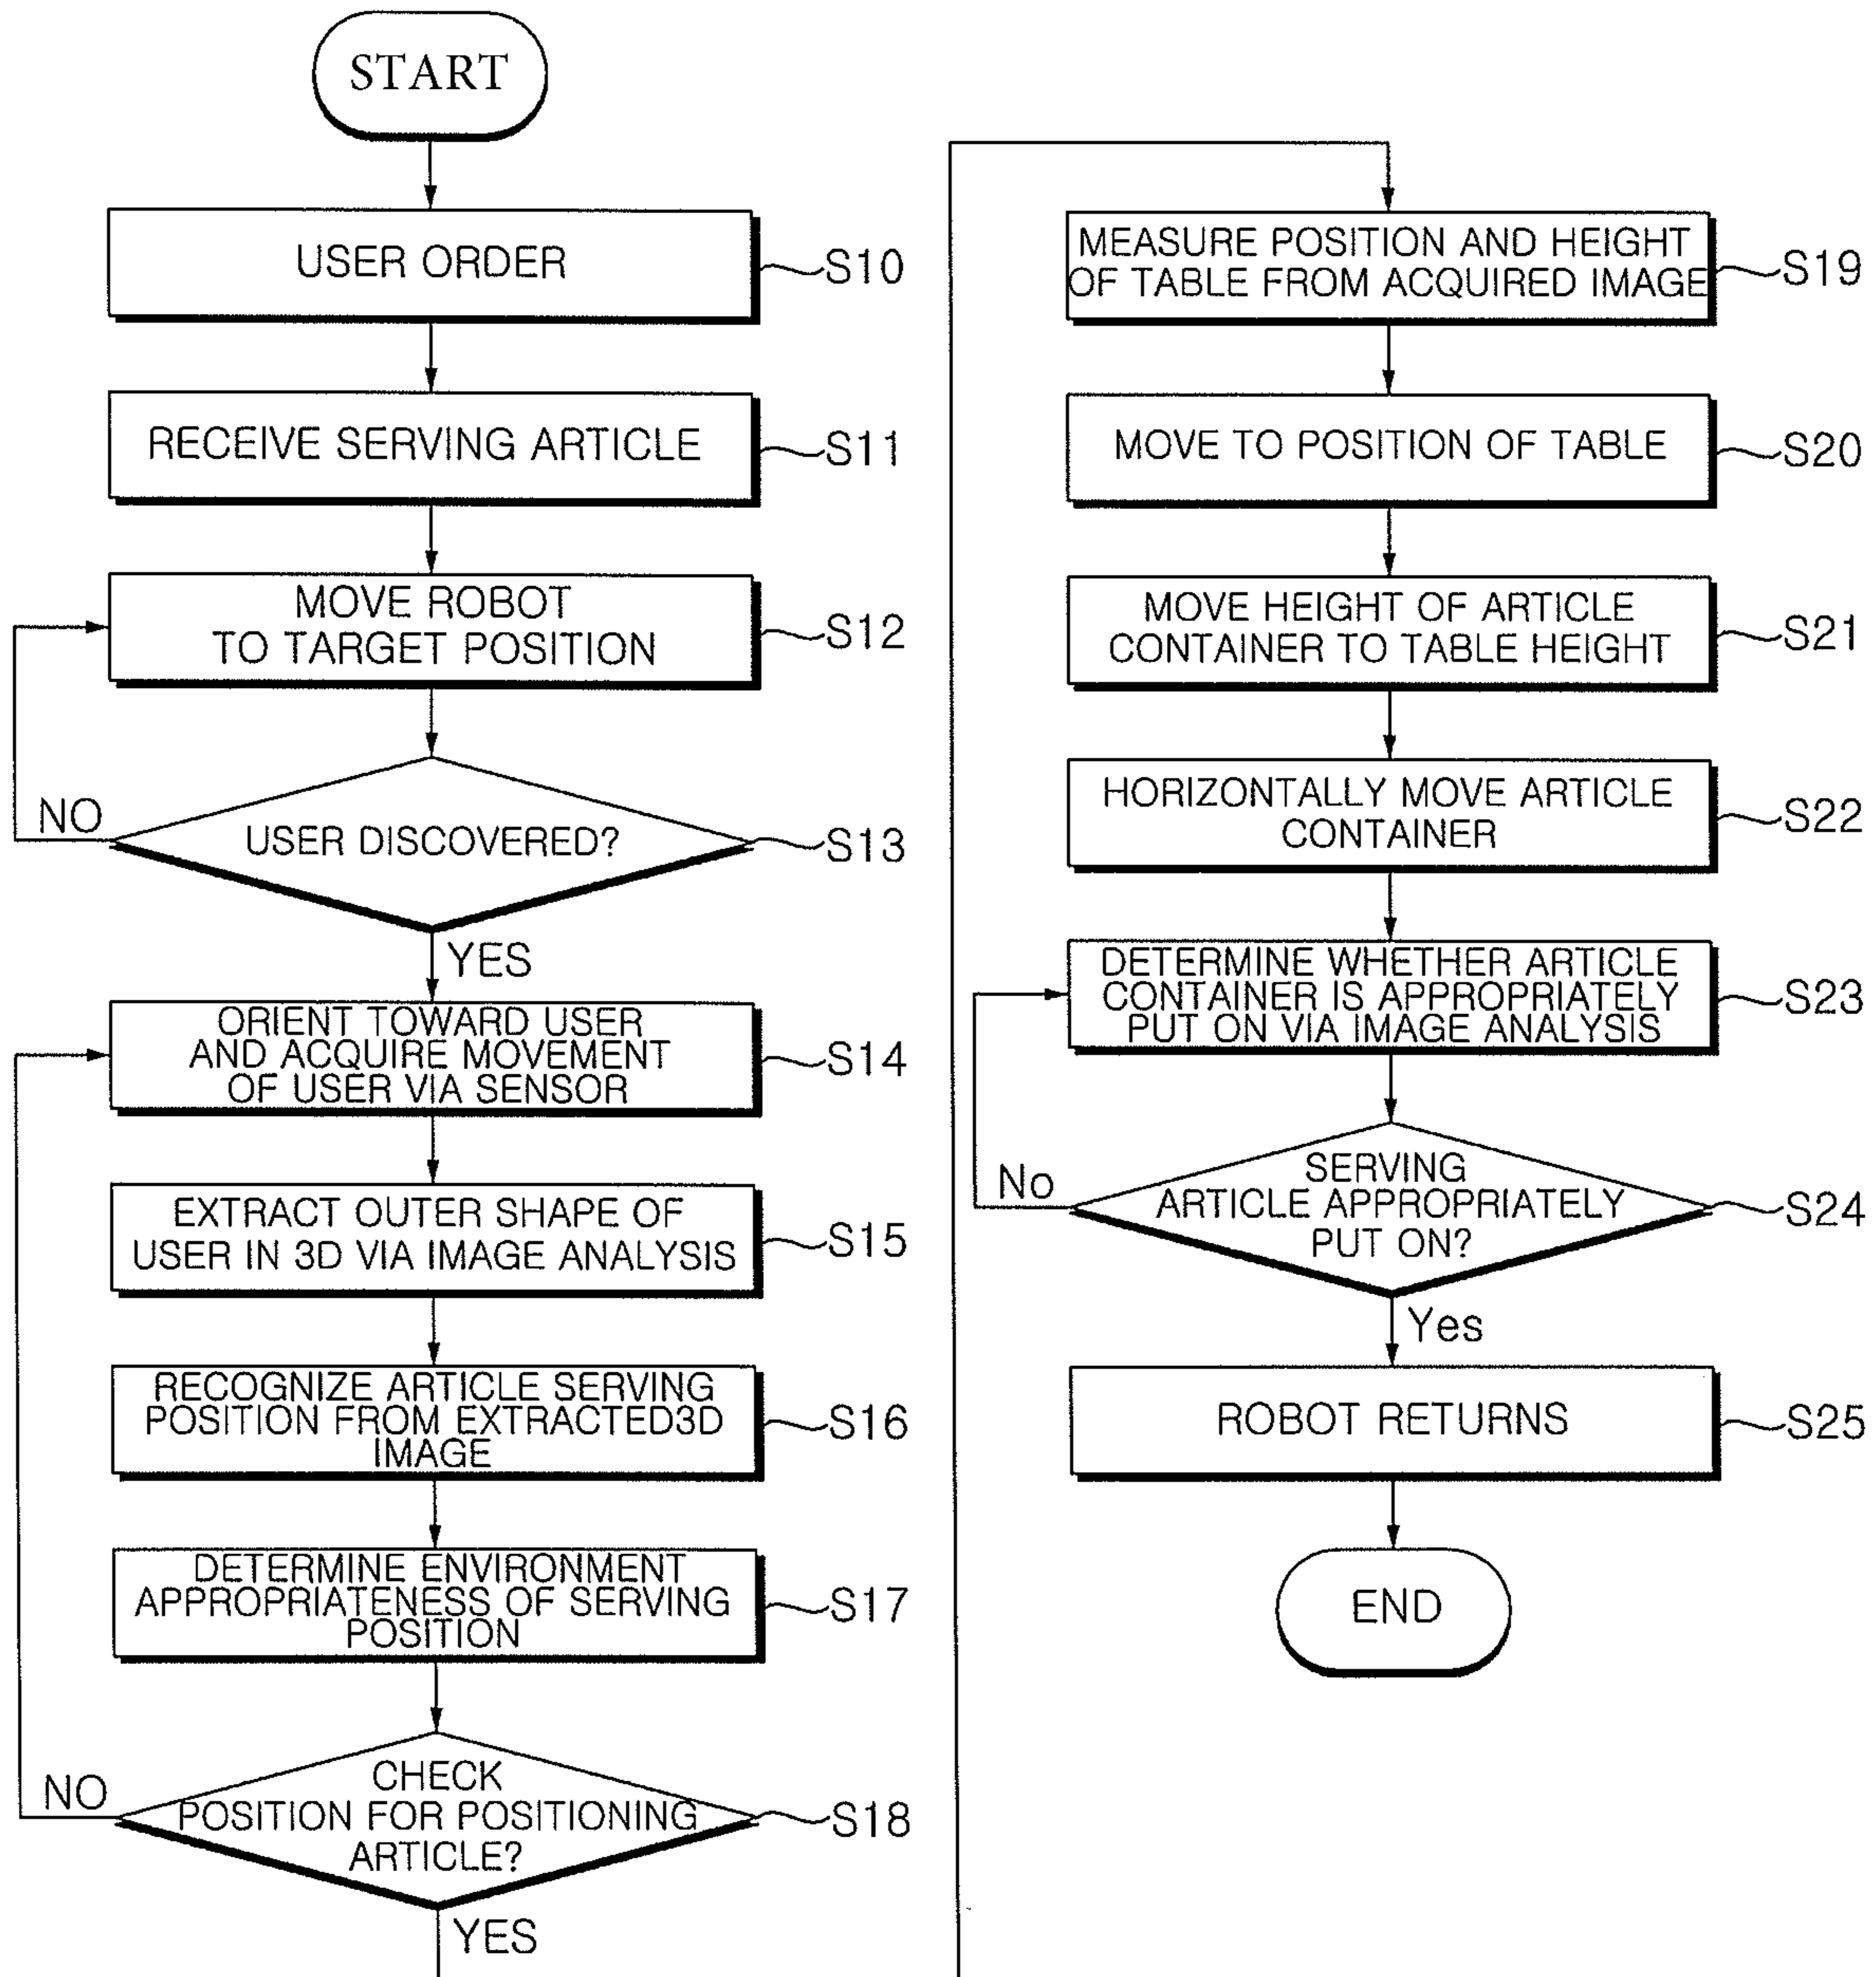 START
USER ORDER
S10
RECEIVE SERVING ARTICLE
S11
MOVE ROBOT
TO TARGET POSITION
S12
NO
USER DISCOVERED?
S13
YES
ORIENT TOWARD USER
AND ACQUIRE MOVEMENT
OF USER VIA SENSOR
S14
EXTRACT OUTER SHAPE OF
USER IN 3D VIA IMAGE ANALYSIS
S15
RECOGNIZE ARTICLE SERVING
POSITION FROM EXTRACTED3D
IMAGE
S16
DETERMINE ENVIRONMENT
APPROPRIATENESS OF SERVING
POSITION
S17
NO
CHECK
POSITION FOR POSITIONING
ARTICLE?
S18
YES
MEASURE POSITION AND HEIGHT
OF TABLE FROM ACQUIRED IMAGE
S19
MOVE TO POSITION OF TABLE
S20
MOVE HEIGHT OF ARTICLE
CONTAINER TO TABLE HEIGHT
S21
HORIZONTALLY MOVE ARTICLE
CONTAINER
S22
DETERMINE WHETHER ARTICLE
CONTAINER IS APPROPRIATELY
PUT ON VIA IMAGE ANALYSIS
S23
No
SERVING
ARTICLE APPROPRIATELY
PUT ON?
S24
Yes
ROBOT RETURNS
S25
END